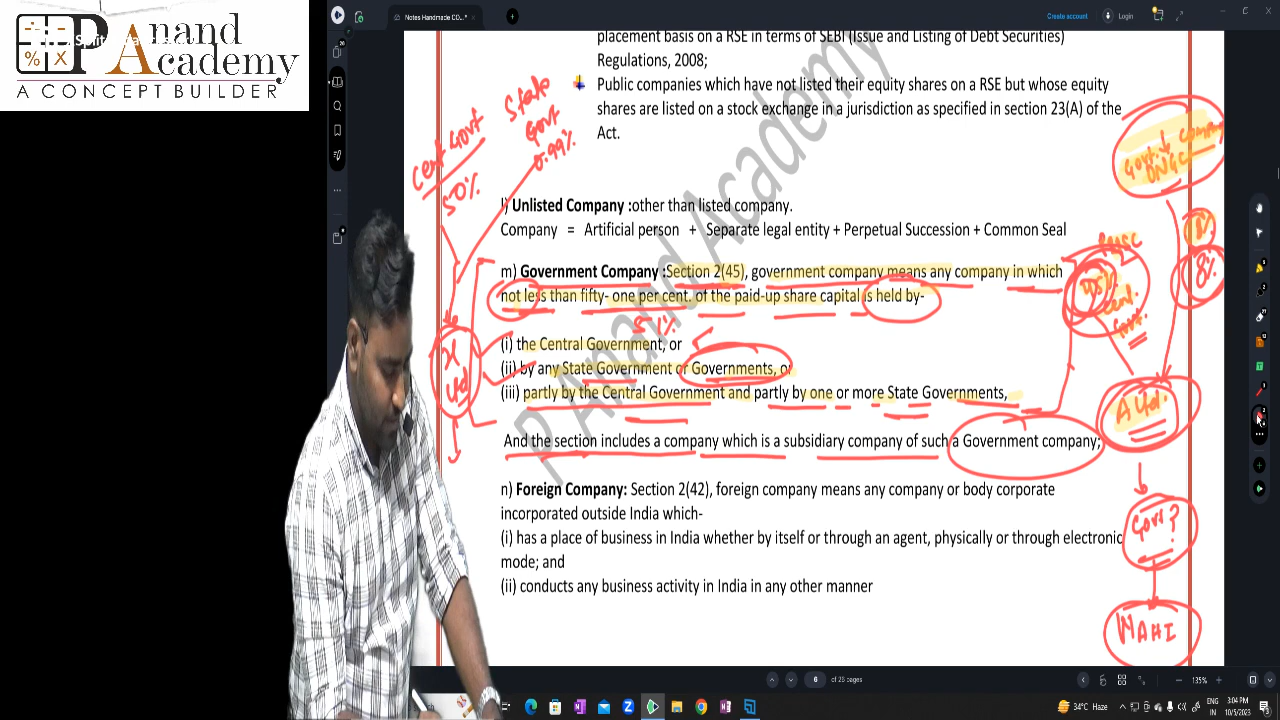 P Anand
Academy
A CONCEPT BUILDER
Notes Handmade CO...*
Create account
Login
placement basis on a RSE in terms of SEBI (Issue and Listing of Debt Securities)
Regulations, 2008;
Public companies which have not listed their equity shares on a RSE but whose equity
shares are listed on a stock exchange in a jurisdiction as specified in section 23(A) of the
Act.
State
Govt
0.99%
Cent Govt
50%
Govt. Company
ONGC
l) Unlisted Company :other than listed company.
Company = Artificial person + Separate legal entity + Perpetual Succession + Common Seal
m) Government Company :Section 2(45), government company means any company in which
not less than fifty- one per cent. of the paid-up share capital is held by-
51%
8%
(i) the Central Government, or
(ii) by any State Government or Governments, or
(iii) partly by the Central Government and partly by one or more State Governments,
X
Ltd
A Ltd.
And the section includes a company which is a subsidiary company of such a Government company;
n) Foreign Company: Section 2(42), foreign company means any company or body corporate
incorporated outside India which-
(i) has a place of business in India whether by itself or through an agent, physically or through electronic
mode; and
(ii) conducts any business activity in India in any other manner
Govt?
NAHI
P Anand Academy
6 of 26 pages
135%
34°C Haze
ENG
IN
3:04 PM
10/5/2023